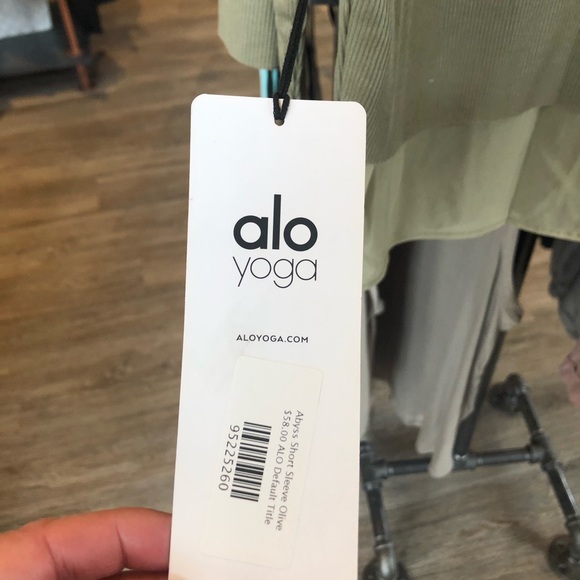 alo
yoga
ALOYOGA.COM
Abyss Short Sleeve Olive
$58.00 ALO Default Title
95225260